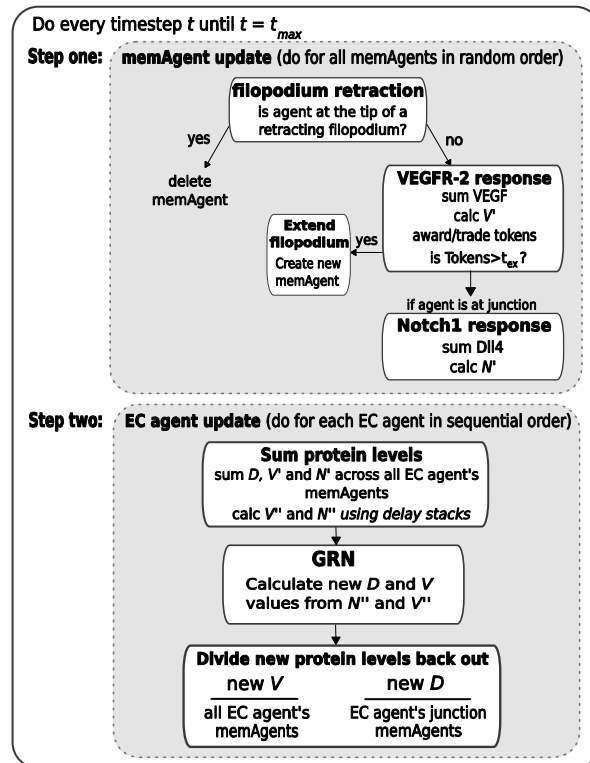 Do every timestep t until t = t_max
Step one: memAgent update (do for all memAgents in random order)
filopodium retraction
is agent at the tip of a
retracting filopodium?
yes
no
delete
memAgent
VEGFR-2 response
sum VEGF
calc V'
award/trade tokens
is Tokens>t_ex?
Extend
filopodium
Create new
memAgent
yes
if agent is at junction
Notch1 response
sum Dll4
calc N'
Step two: EC agent update (do for each EC agent in sequential order)
Sum protein levels
sum D, V' and N' across all EC agent's
memAgents
calc V'' and N'' using delay stacks
GRN
Calculate new D and V
values from N'' and V''
Divide new protein levels back out
new V
all EC agent's
memAgents
new D
EC agent's junction
memAgents